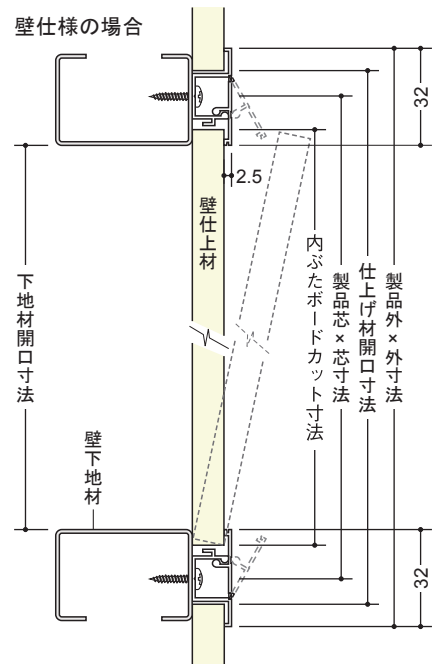 壁仕様の場合
32
2.5
壁仕上材
下地材開口寸法
内ぶたボードカット寸法
製品芯×芯寸法
仕上げ材開口寸法
製品外×外寸法
壁下地材
32